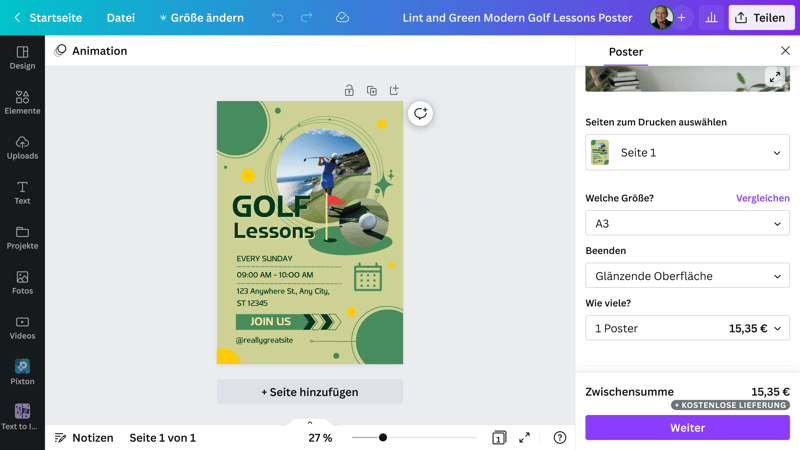 Startseite
Datei
Größe ändern
Lint and Green Modern Golf Lessons Poster
Teilen
Design
Elemente
Uploads
Text
Projekte
Fotos
Videos
Pixton
Text to I...
Animation
GOLF
Lessons
EVERY SUNDAY
09:00 AM - 10:00 AM
123 Anywhere St., Any City,
ST 12345
JOIN US
@reallygreatsite
+ Seite hinzufügen
Notizen
Seite 1 von 1
27 %
1
Poster
Seiten zum Drucken auswählen
Seite 1
Welche Größe? Vergleichen
A3
Beenden
Glänzende Oberfläche
Wie viele?
1 Poster 15,35 €
Zwischensumme 15,35 €
+ KOSTENLOSE LIEFERUNG
Weiter